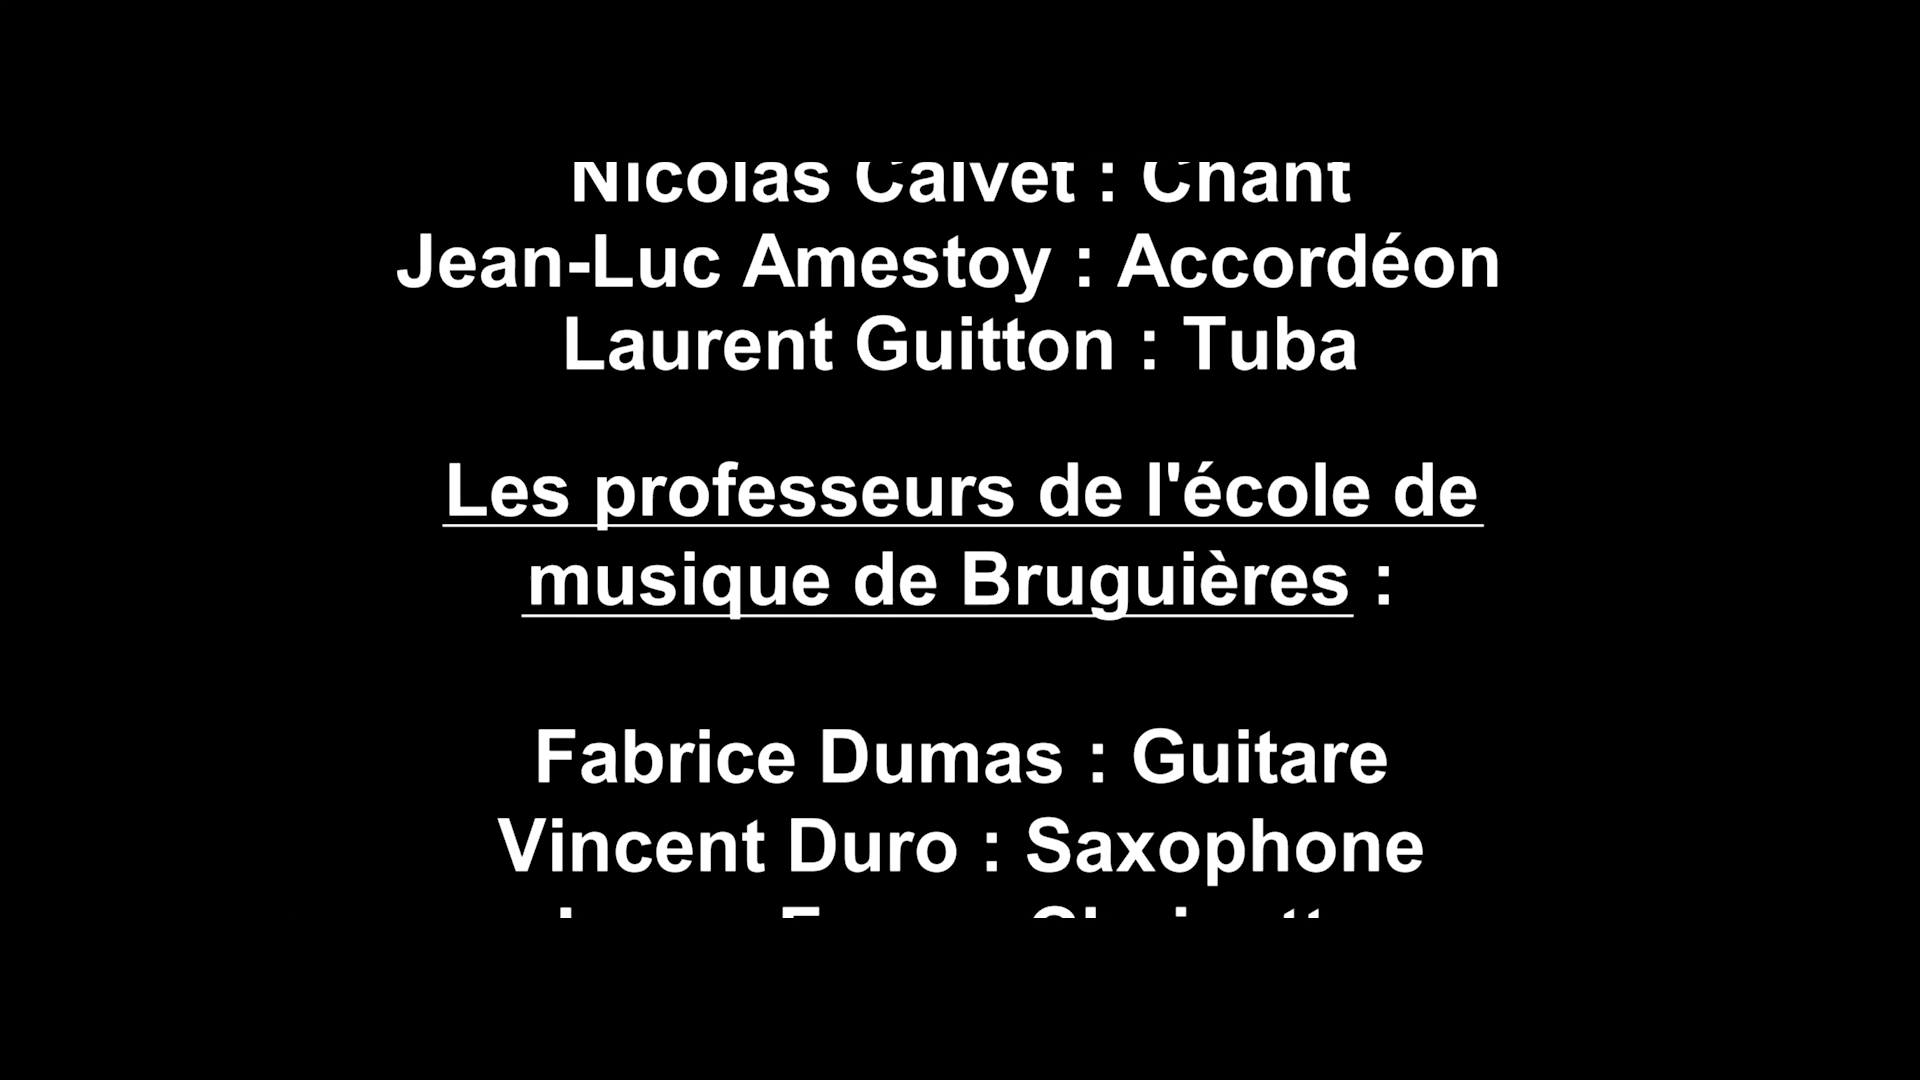 Nicolas Calvet : Chant
Jean-Luc Amestoy : Accordéon
Laurent Guitton : Tuba
Les professeurs de l'école de
musique de Bruguières :
Fabrice Dumas : Guitare
Vincent Duro : Saxophone